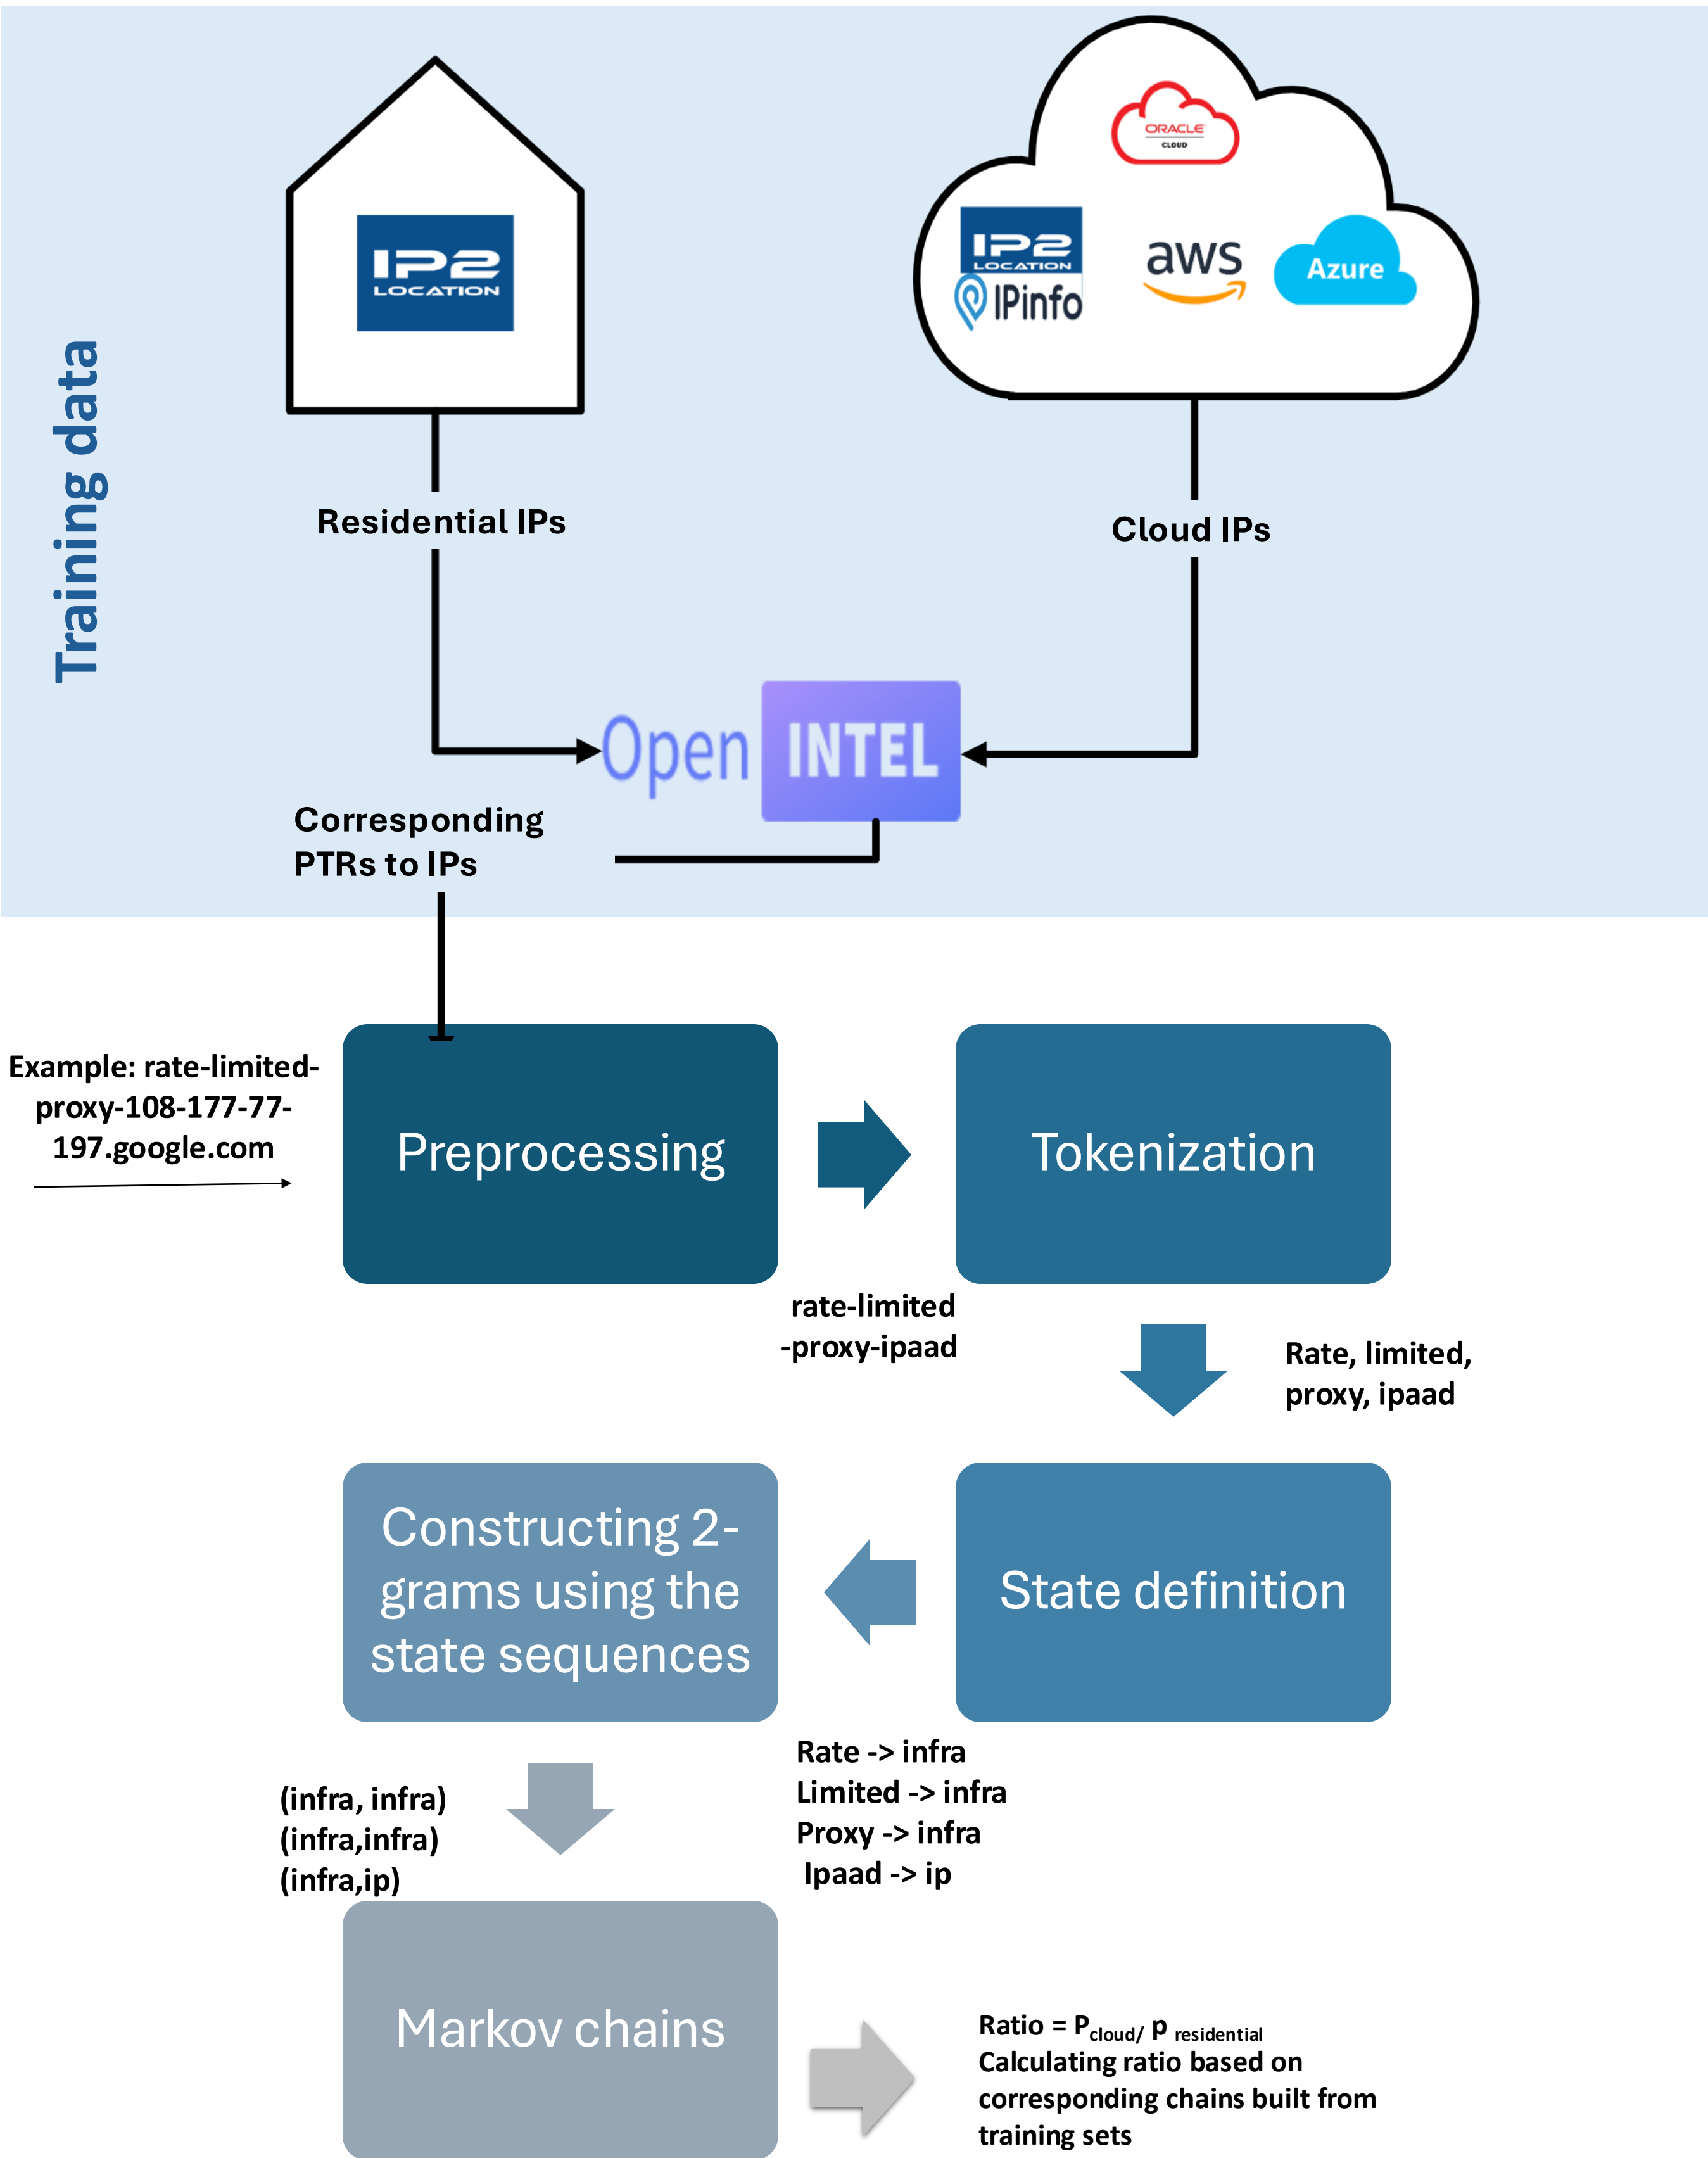 ORACLE
CLOUD
IP2
LOCATION
IP2
LOCATION
IPinfo
aws
Azure
Training data
Residential IPs
Cloud IPs
Open INTEL
Corresponding
PTRs to IPs
Example: rate-limited-
proxy-108-177-77-
197.google.com
Preprocessing
Tokenization
rate-limited
-proxy-ipaad
Rate, limited,
proxy, ipaad
Constructing 2-
grams using the
state sequences
State definition
Rate -> infra
Limited -> infra
Proxy -> infra
Ipaad -> ip
(infra, infra)
(infra,infra)
(infra,ip)
Markov chains
Ratio = Pcloud/ p residential
Calculating ratio based on
corresponding chains built from
training sets